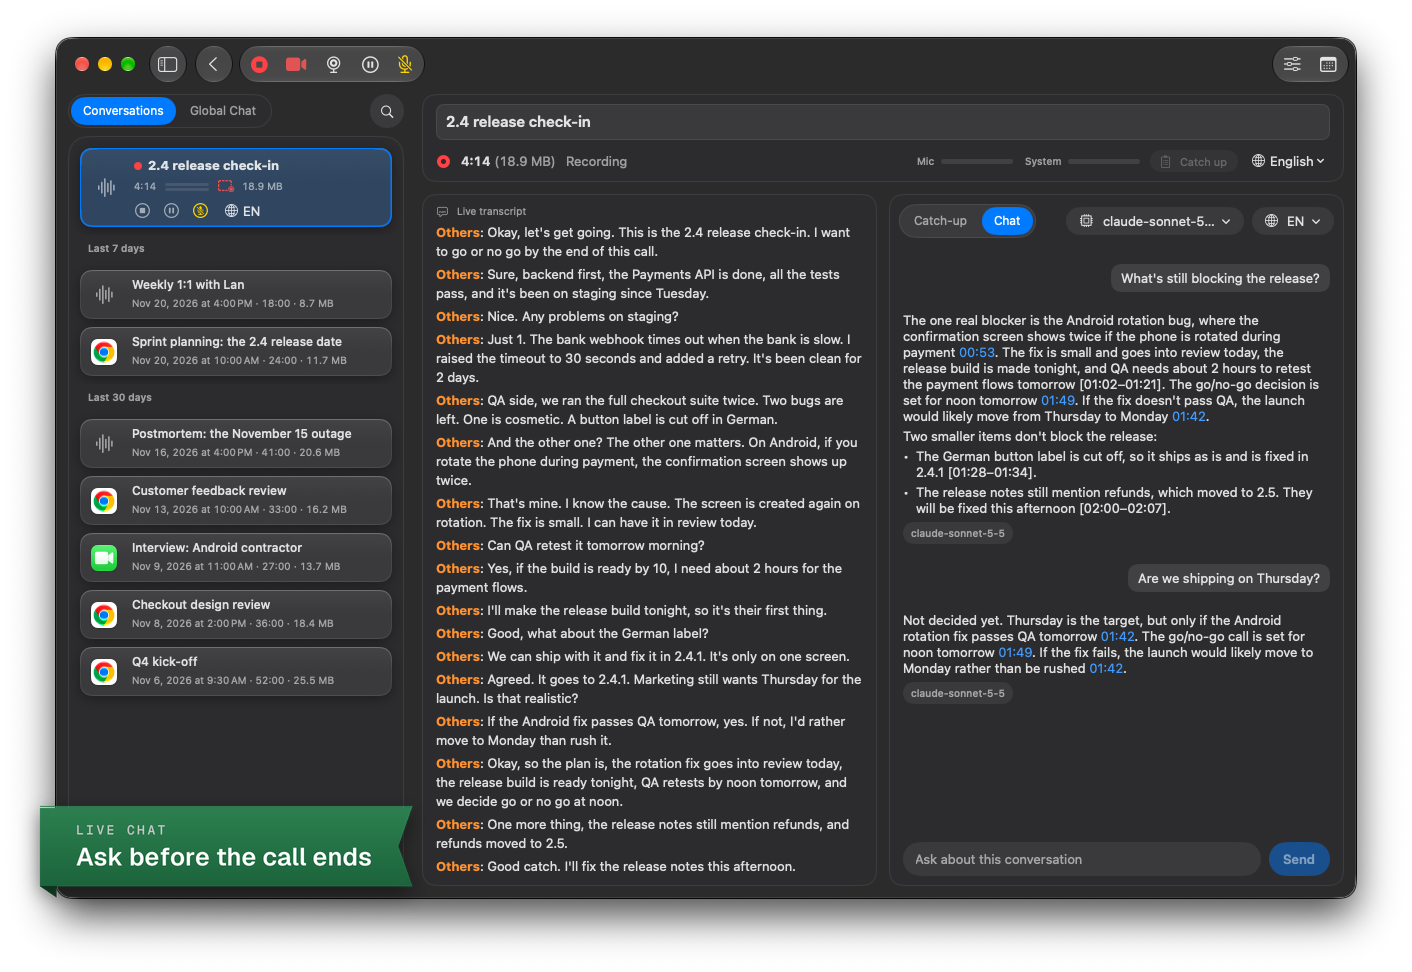 Conversations
Global Chat
2.4 release check-in
4:14
18.9 MB
EN
Last 7 days
Weekly 1:1 with Lan
Nov 20, 2026 at 4:00 PM · 18:00 · 8.7 MB
Sprint planning: the 2.4 release date
Nov 20, 2026 at 10:00 AM · 24:00 · 11.7 MB
Last 30 days
Postmortem: the November 15 outage
Nov 16, 2026 at 4:00 PM · 41:00 · 20.6 MB
Customer feedback review
Nov 13, 2026 at 10:00 AM · 33:00 · 16.2 MB
Interview: Android contractor
Nov 9, 2026 at 11:00 AM · 27:00 · 13.7 MB
Checkout design review
Nov 8, 2026 at 2:00 PM · 36:00 · 18.4 MB
Q4 kick-off
Nov 6, 2026 at 9:30 AM · 52:00 · 25.5 MB
LIVE CHAT
Ask before the call ends
2.4 release check-in
4:14 (18.9 MB) Recording
Mic
System
Catch up
English
Live transcript
Others: Okay, let's get going. This is the 2.4 release check-in. I want
to go or no go by the end of this call.
Others: Sure, backend first, the Payments API is done, all the tests
pass, and it's been on staging since Tuesday.
Others: Nice. Any problems on staging?
Others: Just 1. The bank webhook times out when the bank is slow. I
raised the timeout to 30 seconds and added a retry. It's been clean for
2 days.
Others: QA side, we ran the full checkout suite twice. Two bugs are
left. One is cosmetic. A button label is cut off in German.
Others: And the other one? The other one matters. On Android, if you
rotate the phone during payment, the confirmation screen shows up
twice.
Others: That's mine. I know the cause. The screen is created again on
rotation. The fix is small. I can have it in review today.
Others: Can QA retest it tomorrow morning?
Others: Yes, if the build is ready by 10, I need about 2 hours for the
payment flows.
Others: I'll make the release build tonight, so it's their first thing.
Others: Good, what about the German label?
Others: We can ship with it and fix it in 2.4.1. It's only on one screen.
Others: Agreed. It goes to 2.4.1. Marketing still wants Thursday for the
launch. Is that realistic?
Others: If the Android fix passes QA tomorrow, yes. If not, I'd rather
move to Monday than rush it.
Others: Okay, so the plan is, the rotation fix goes into review today,
the release build is ready tonight, QA retests by noon tomorrow, and
we decide go or no go at noon.
Others: One more thing, the release notes still mention refunds, and
refunds moved to 2.5.
Others: Good catch. I'll fix the release notes this afternoon.
Catch-up
Chat
claude-sonnet-5...
EN
What's still blocking the release?
The one real blocker is the Android rotation bug, where the
confirmation screen shows twice if the phone is rotated during
payment 00:53. The fix is small and goes into review today, the
release build is made tonight, and QA needs about 2 hours to retest
the payment flows tomorrow [01:02–01:21]. The go/no-go decision is
set for noon tomorrow 01:49. If the fix doesn't pass QA, the launch
would likely move from Thursday to Monday 01:42.
Two smaller items don't block the release:
• The German button label is cut off, so it ships as is and is fixed in
2.4.1 [01:28–01:34].
• The release notes still mention refunds, which moved to 2.5. They
will be fixed this afternoon [02:00–02:07].
claude-sonnet-5-5
Are we shipping on Thursday?
Not decided yet. Thursday is the target, but only if the Android
rotation fix passes QA tomorrow 01:42. The go/no-go call is set for
noon tomorrow 01:49. If the fix fails, the launch would likely move to
Monday rather than be rushed 01:42.
claude-sonnet-5-5
Ask about this conversation
Send